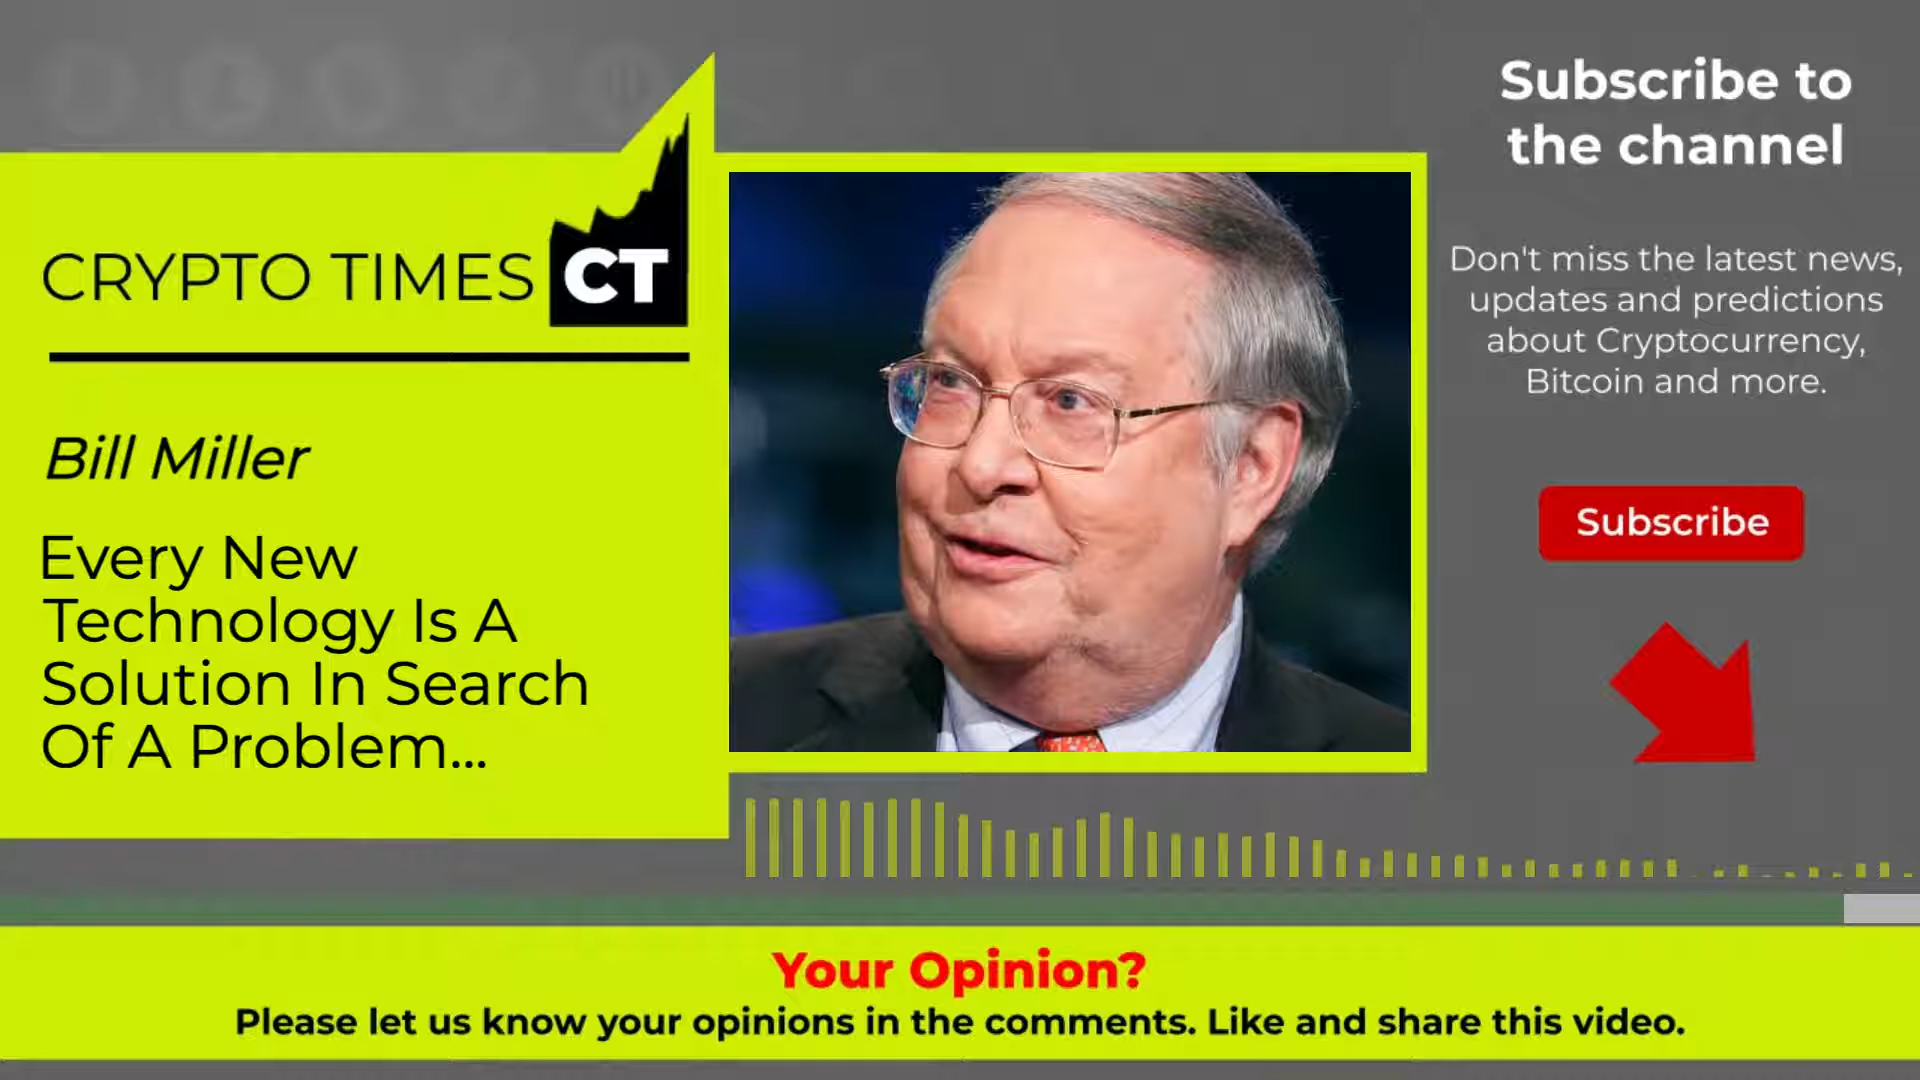 CRYPTO TIMES CT
Bill Miller
Every New
Technology Is A
Solution In Search
Of A Problem...
Subscribe to
the channel
Don't miss the latest news,
updates and predictions
about Cryptocurrency,
Bitcoin and more.
Subscribe
Your Opinion?
Please let us know your opinions in the comments. Like and share this video.